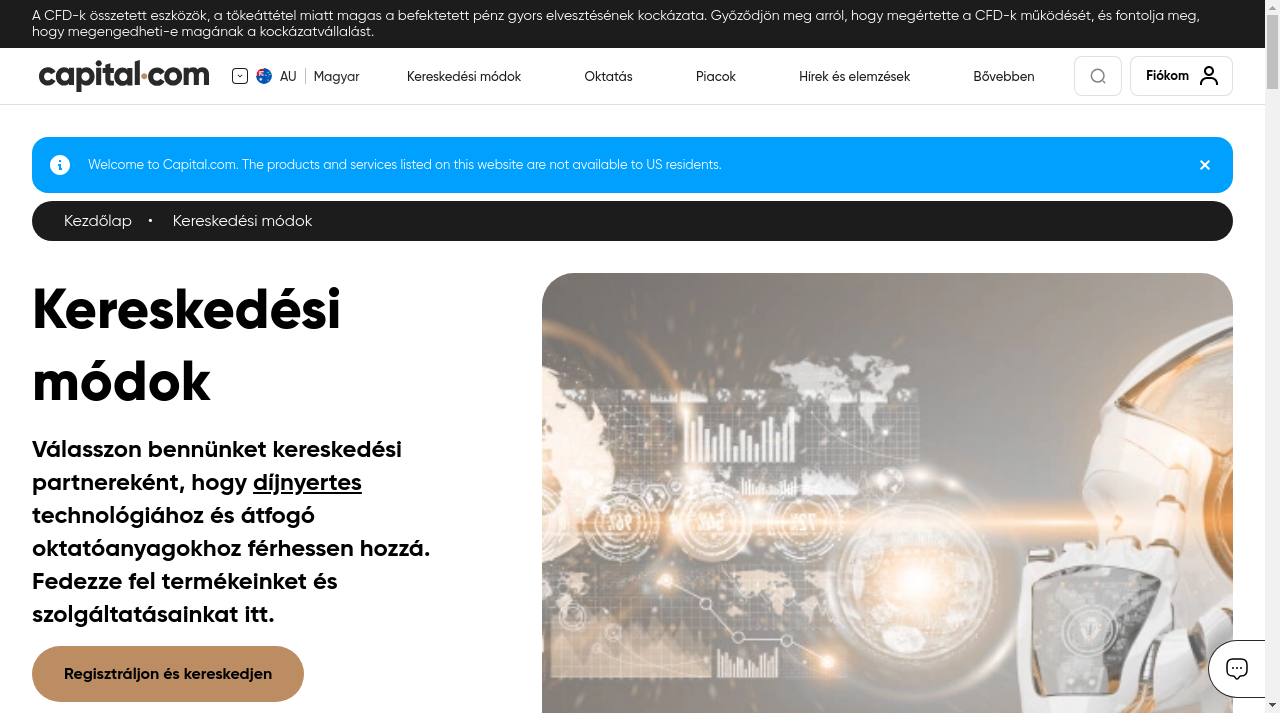 A CFD-k összetett eszközök, a tőkeáttétel miatt magas a befektetett pénz gyors elvesztésének kockázata. Győződjön meg arról, hogy megértette a CFD-k működését, és fontolja meg,
hogy megengedheti-e magának a kockázatvállalást.
capital.com
AU
Magyar
Kereskedési módok
Oktatás
Piacok
Hírek és elemzések
Bővebben
Fiókom
Welcome to Capital.com. The products and services listed on this website are not available to US residents.
Kezdőlap • Kereskedési módok
Kereskedési
módok
Válasszon bennünket kereskedési
partnereként, hogy díjnyertes
technológiához és átfogó
oktatóanyagokhoz férhessen hozzá.
Fedezze fel termékeinket és
szolgáltatásainkat itt.
Regisztráljon és kereskedjen